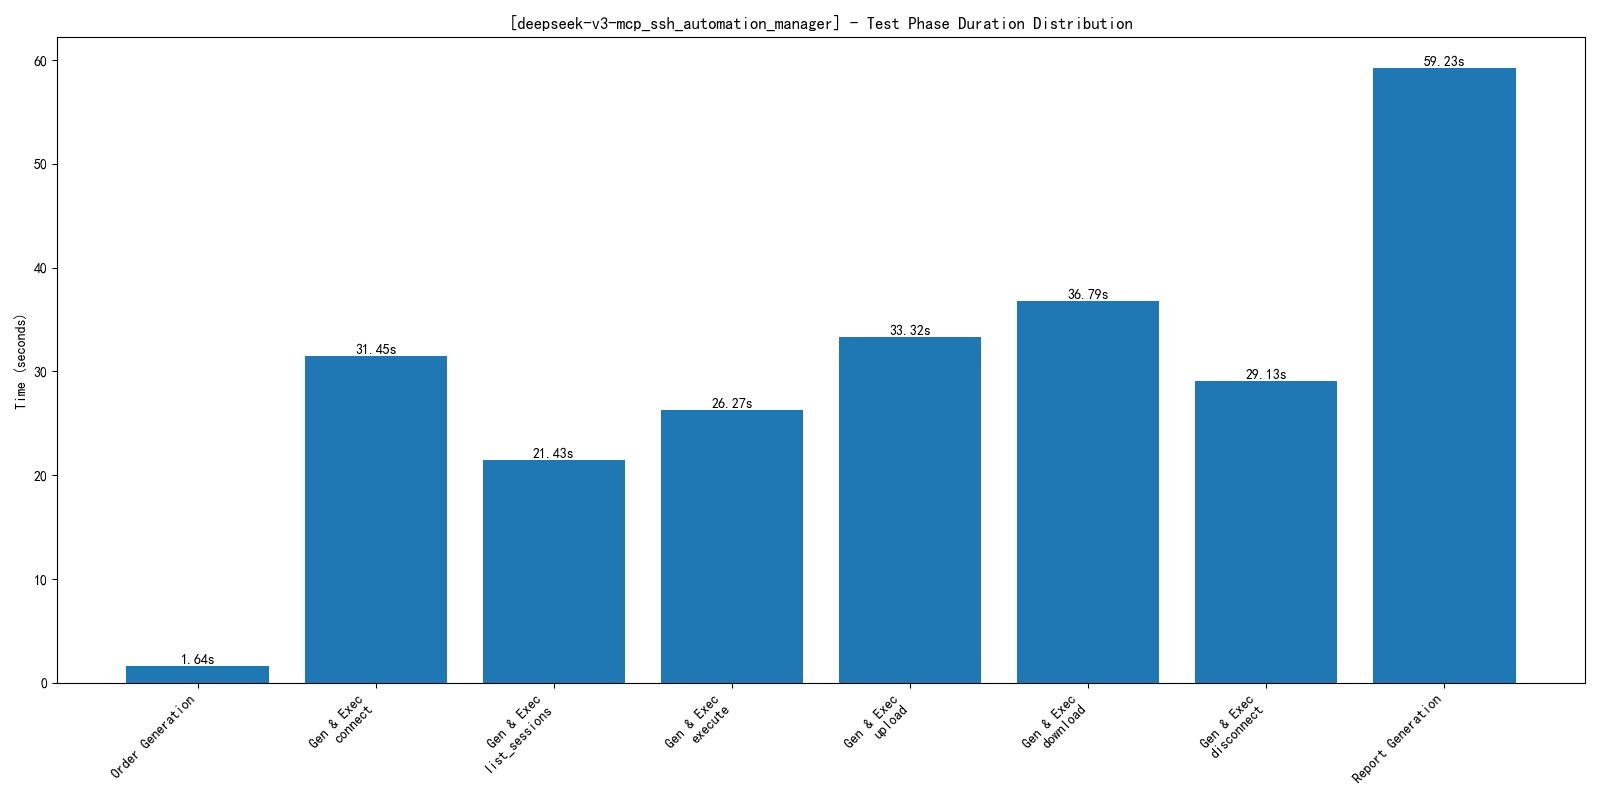 [deepseek-v3-mcp_ssh_automation_manager] - Test Phase Duration Distribution
Time (seconds)
60
50
40
30
20
10
0
1.64s
31.45s
21.43s
26.27s
33.32s
36.79s
29.13s
59.23s
Order Generation
Gen & Exec
connect
Gen & Exec
list_sessions
Gen & Exec
execute
Gen & Exec
upload
Gen & Exec
download
Gen & Exec
disconnect
Report Generation